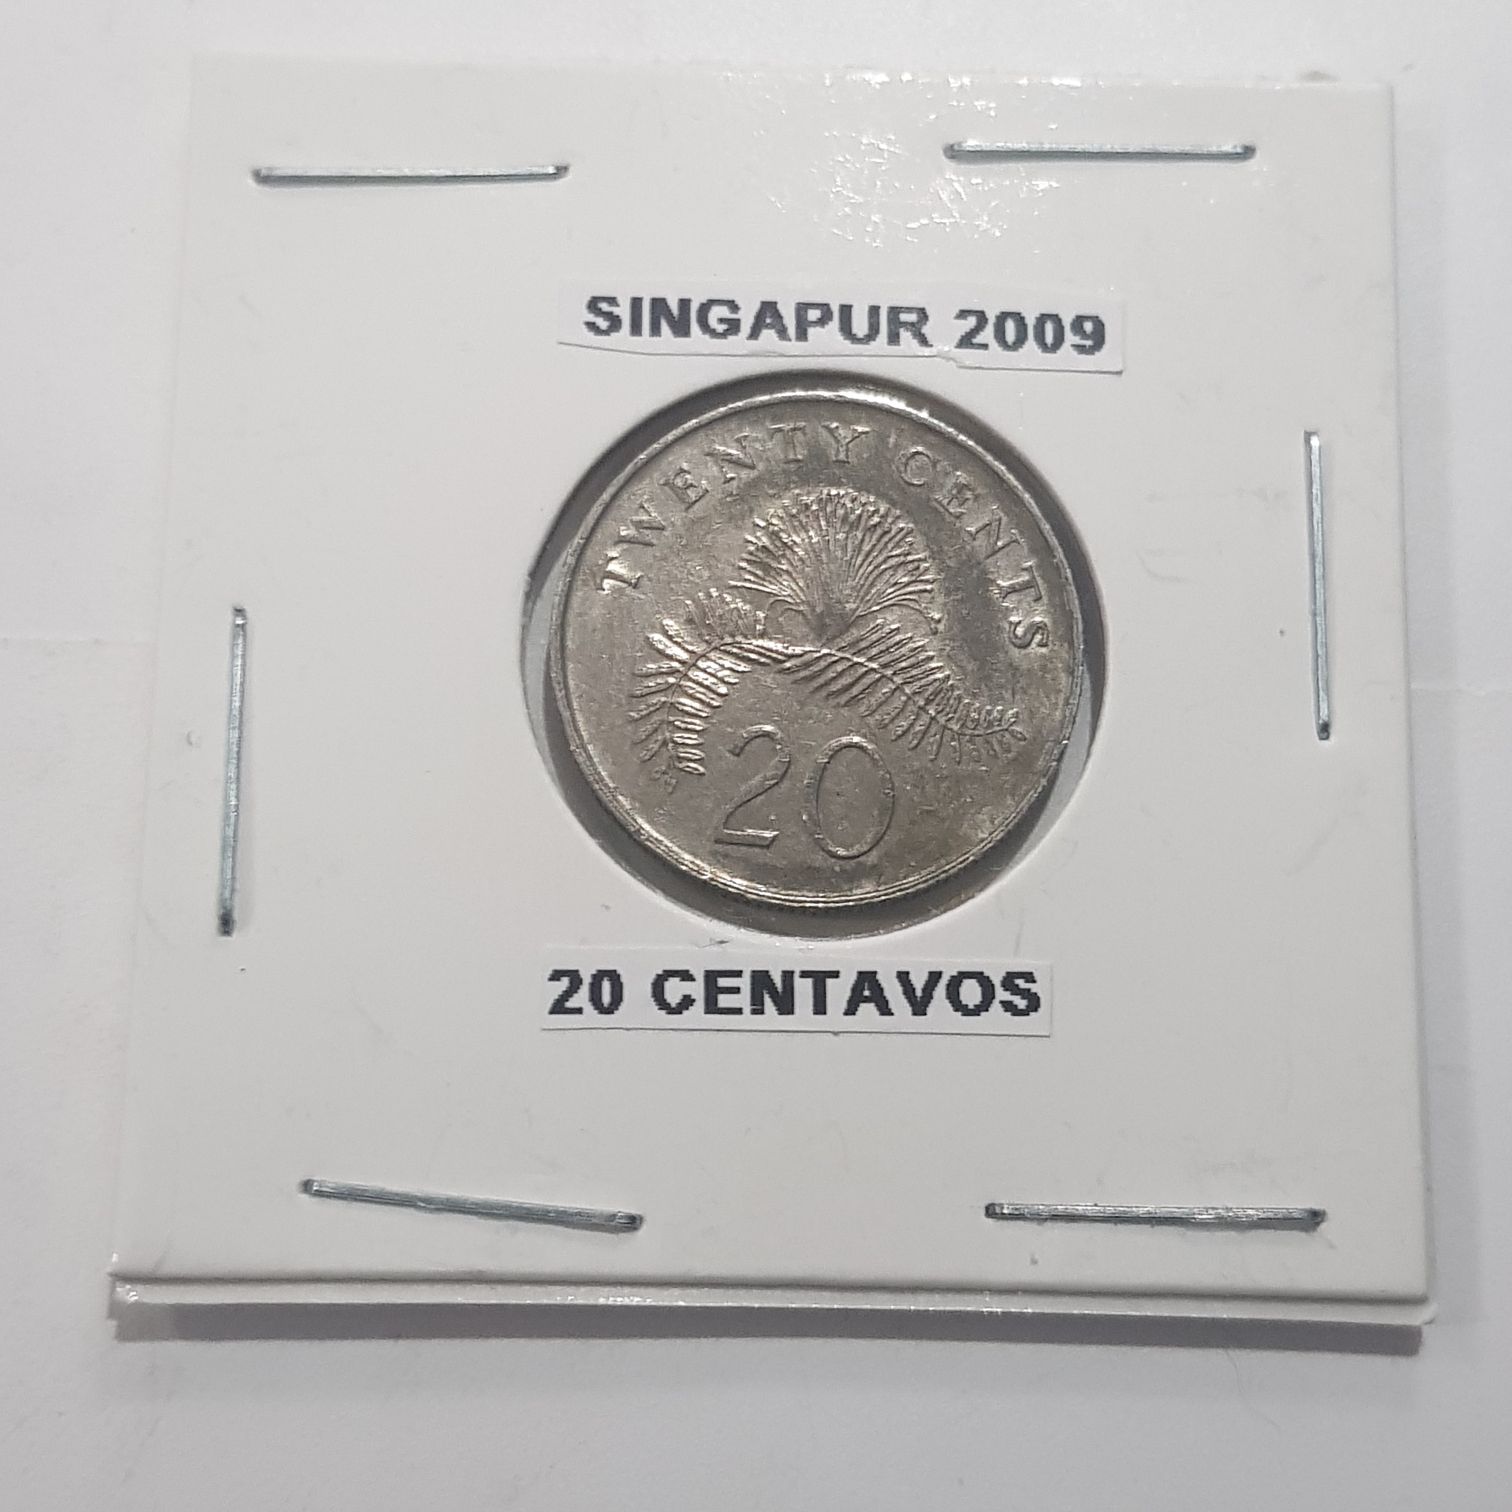 SINGAPUR 2009
TWENTY CENTS
20
20 CENTAVOS